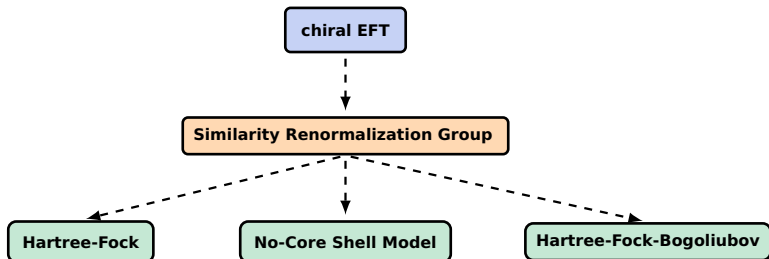 chiral EFT
Similarity Renormalization Group
Hartree-Fock
No-Core Shell Model
Hartree-Fock-Bogoliubov